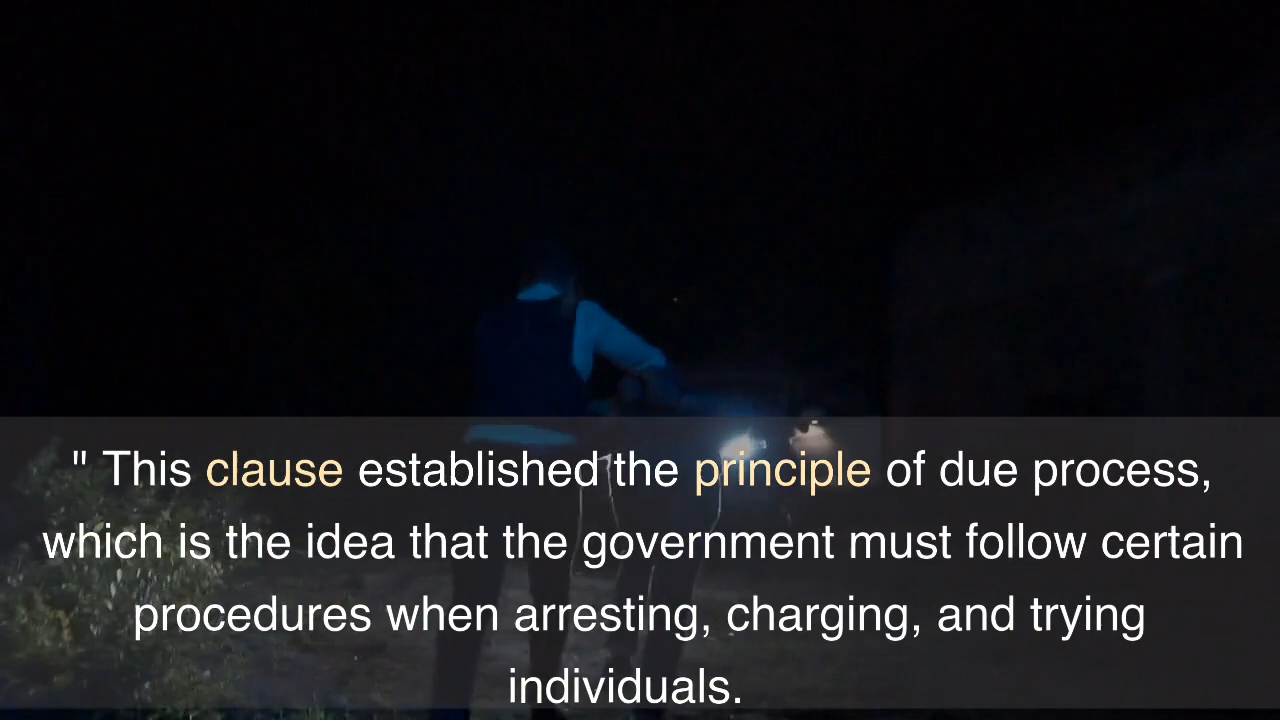 " This clause established the principle of due process,
which is the idea that the government must follow certain
procedures when arresting, charging, and trying
individuals.